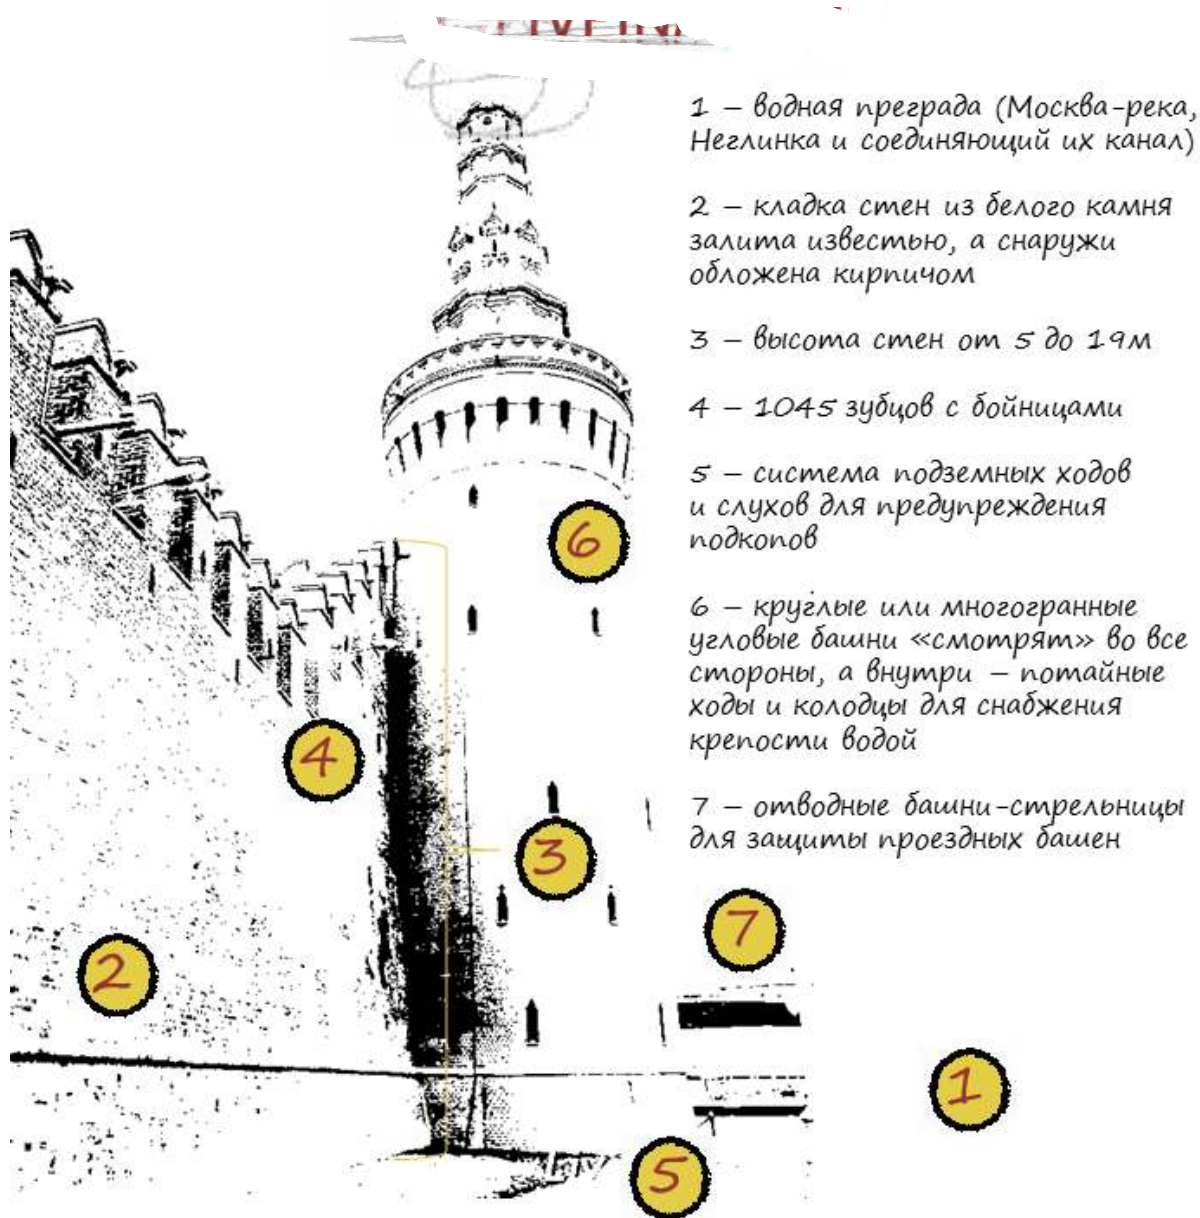 1 – водная преграда (Москва-река,
Неглинка и соединяющий их канал)
2 – кладка стен из белого камня
залита известью, а снаружи
обложена кирпичом
3 – высота стен от 5 до 19м
4 – 1045 зубцов с бойницами
5 – система подземных ходов
и слухов для предупреждения
подкопов
6 – круглые или многогранные
угловые башни «смотрят» во все
стороны, а внутри – потайные
ходы и колодцы для снабжения
крепости водой
7 – отводные башни-стрельницы
для защиты проездных башен
6
4
3
7
2
1
5